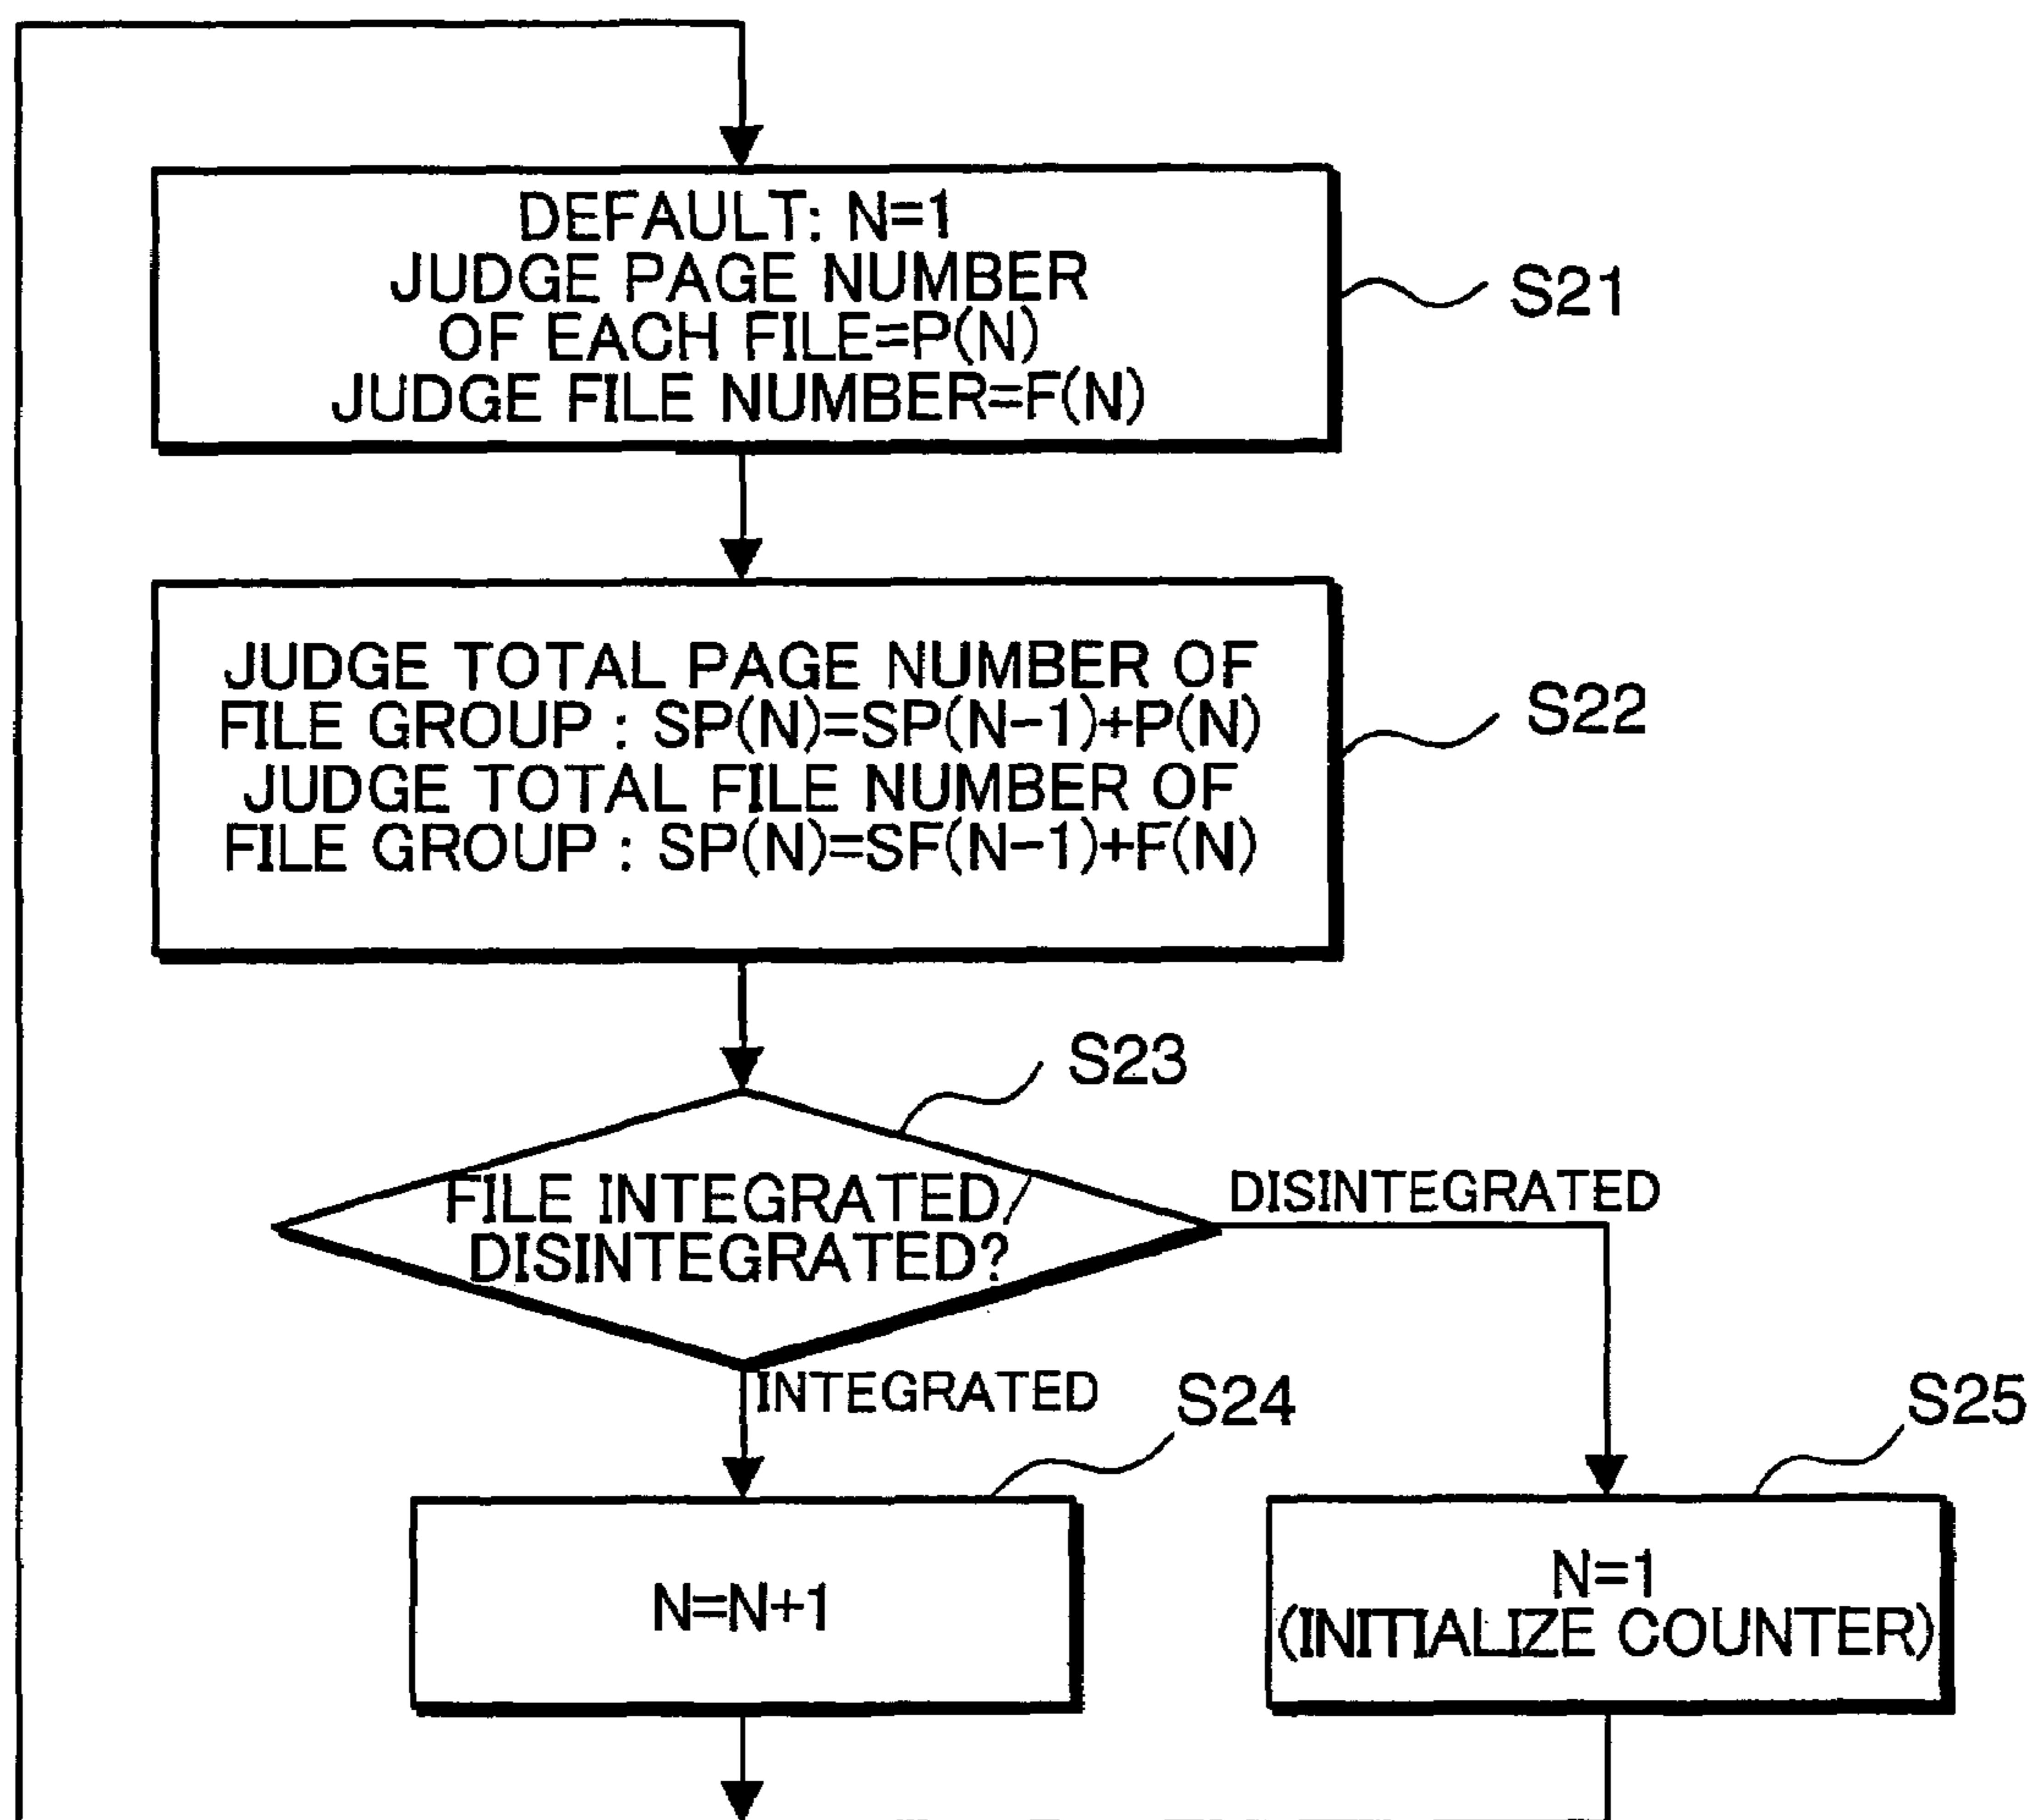 DEFAULT: N=1
JUDGE PAGE NUMBER
OF EACH FILE=P(N)
JUDGE FILE NUMBER=F(N)
S21
JUDGE TOTAL PAGE NUMBER OF
FILE GROUP : SP(N)=SP(N-1)+P(N)
JUDGE TOTAL FILE NUMBER OF
FILE GROUP : SP(N)=SF(N-1)+F(N)
S22
S23
FILE INTEGRATED/
DISINTEGRATED?
DISINTEGRATED
INTEGRATED
S24
N=N+1
S25
N=1
(INITIALIZE COUNTER)